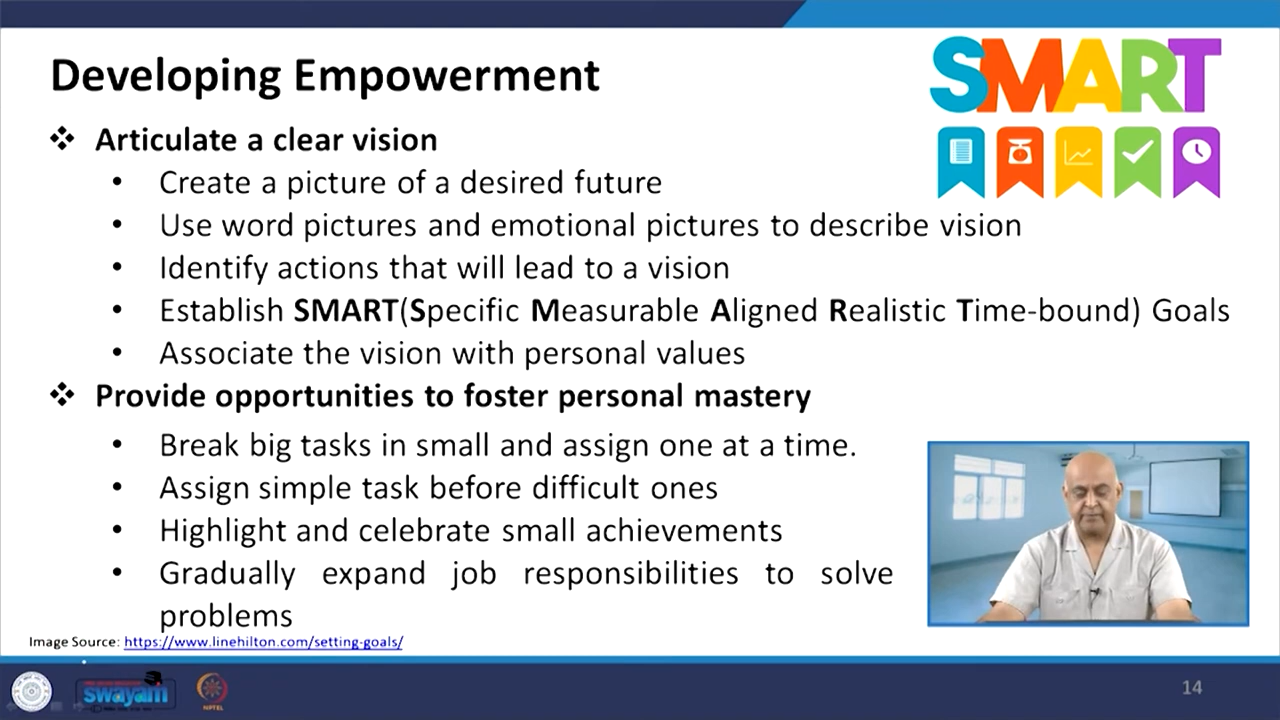 Developing Empowerment
SMART
❖ Articulate a clear vision
• Create a picture of a desired future
• Use word pictures and emotional pictures to describe vision
• Identify actions that will lead to a vision
• Establish SMART(Specific Measurable Aligned Realistic Time-bound) Goals
• Associate the vision with personal values
❖ Provide opportunities to foster personal mastery
• Break big tasks in small and assign one at a time.
• Assign simple task before difficult ones
• Highlight and celebrate small achievements
• Gradually expand job responsibilities to solve
problems
Image Source: https://www.linehilton.com/setting-goals/
swayam
NPTEL
14